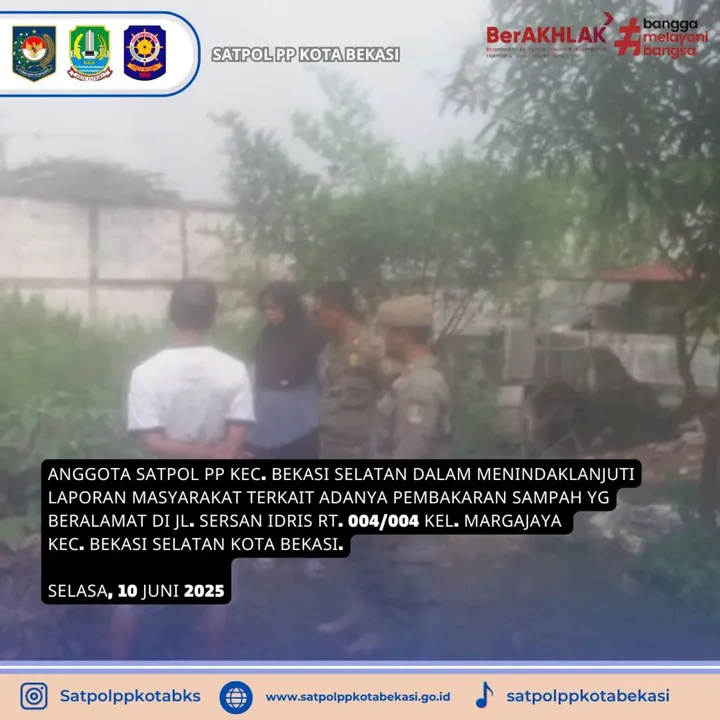 SATPOL PP KOTA BEKASI
BerAKHLAK
#bangga
melayani
bangsa
ANGGOTA SATPOL PP KEC. BEKASI SELATAN DALAM MENINDAKLANJUTI
LAPORAN MASYARAKAT TERKAIT ADANYA PEMBAKARAN SAMPAH YG
BERALAMAT DI JL. SERSAN IDRIS RT. 004/004 KEL. MARGAJAYA
KEC. BEKASI SELATAN KOTA BEKASI.
SELASA, 10 JUNI 2025
Satpolppkotabks
www.satpolppkotabekasi.go.id
satpolppkotabekasi